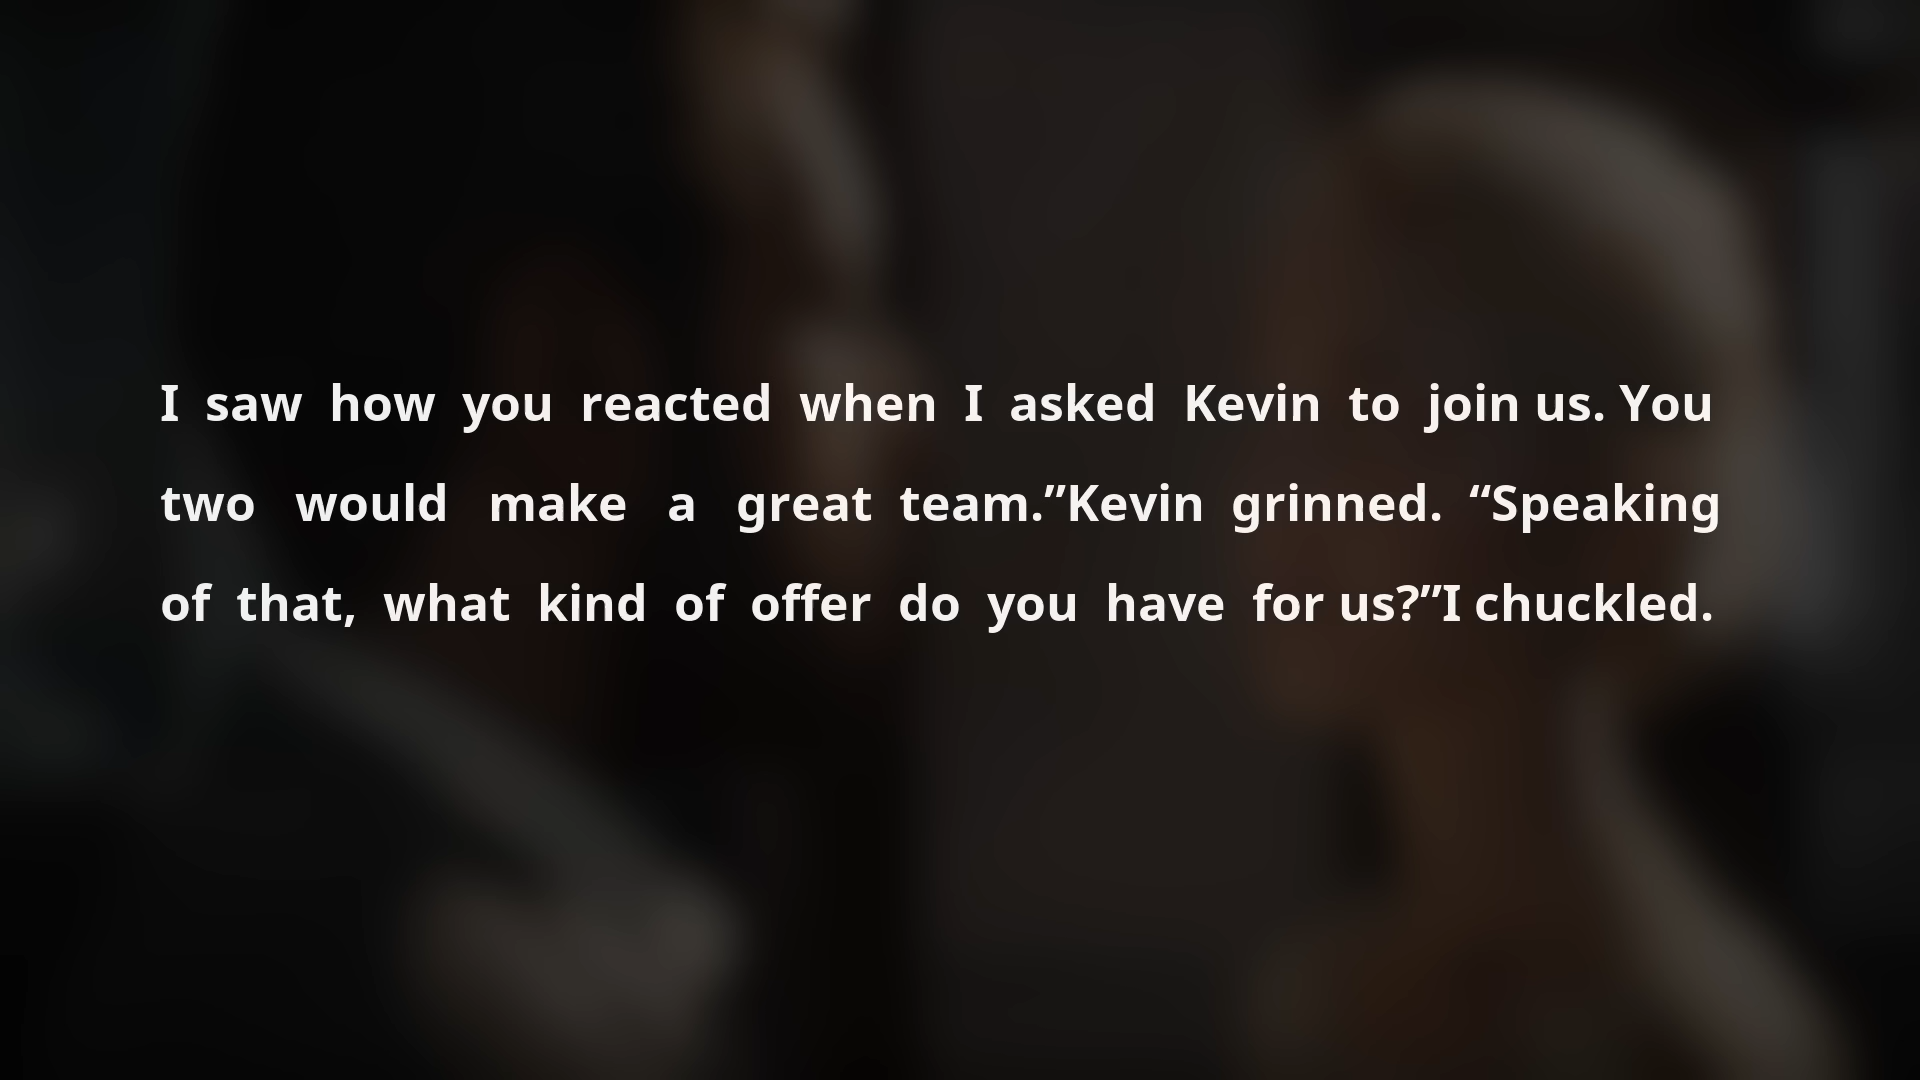 I saw how you reacted when I asked Kevin to join us. You
two would make a great team.”Kevin grinned. “Speaking
of that, what kind of offer do you have for us?”I chuckled.